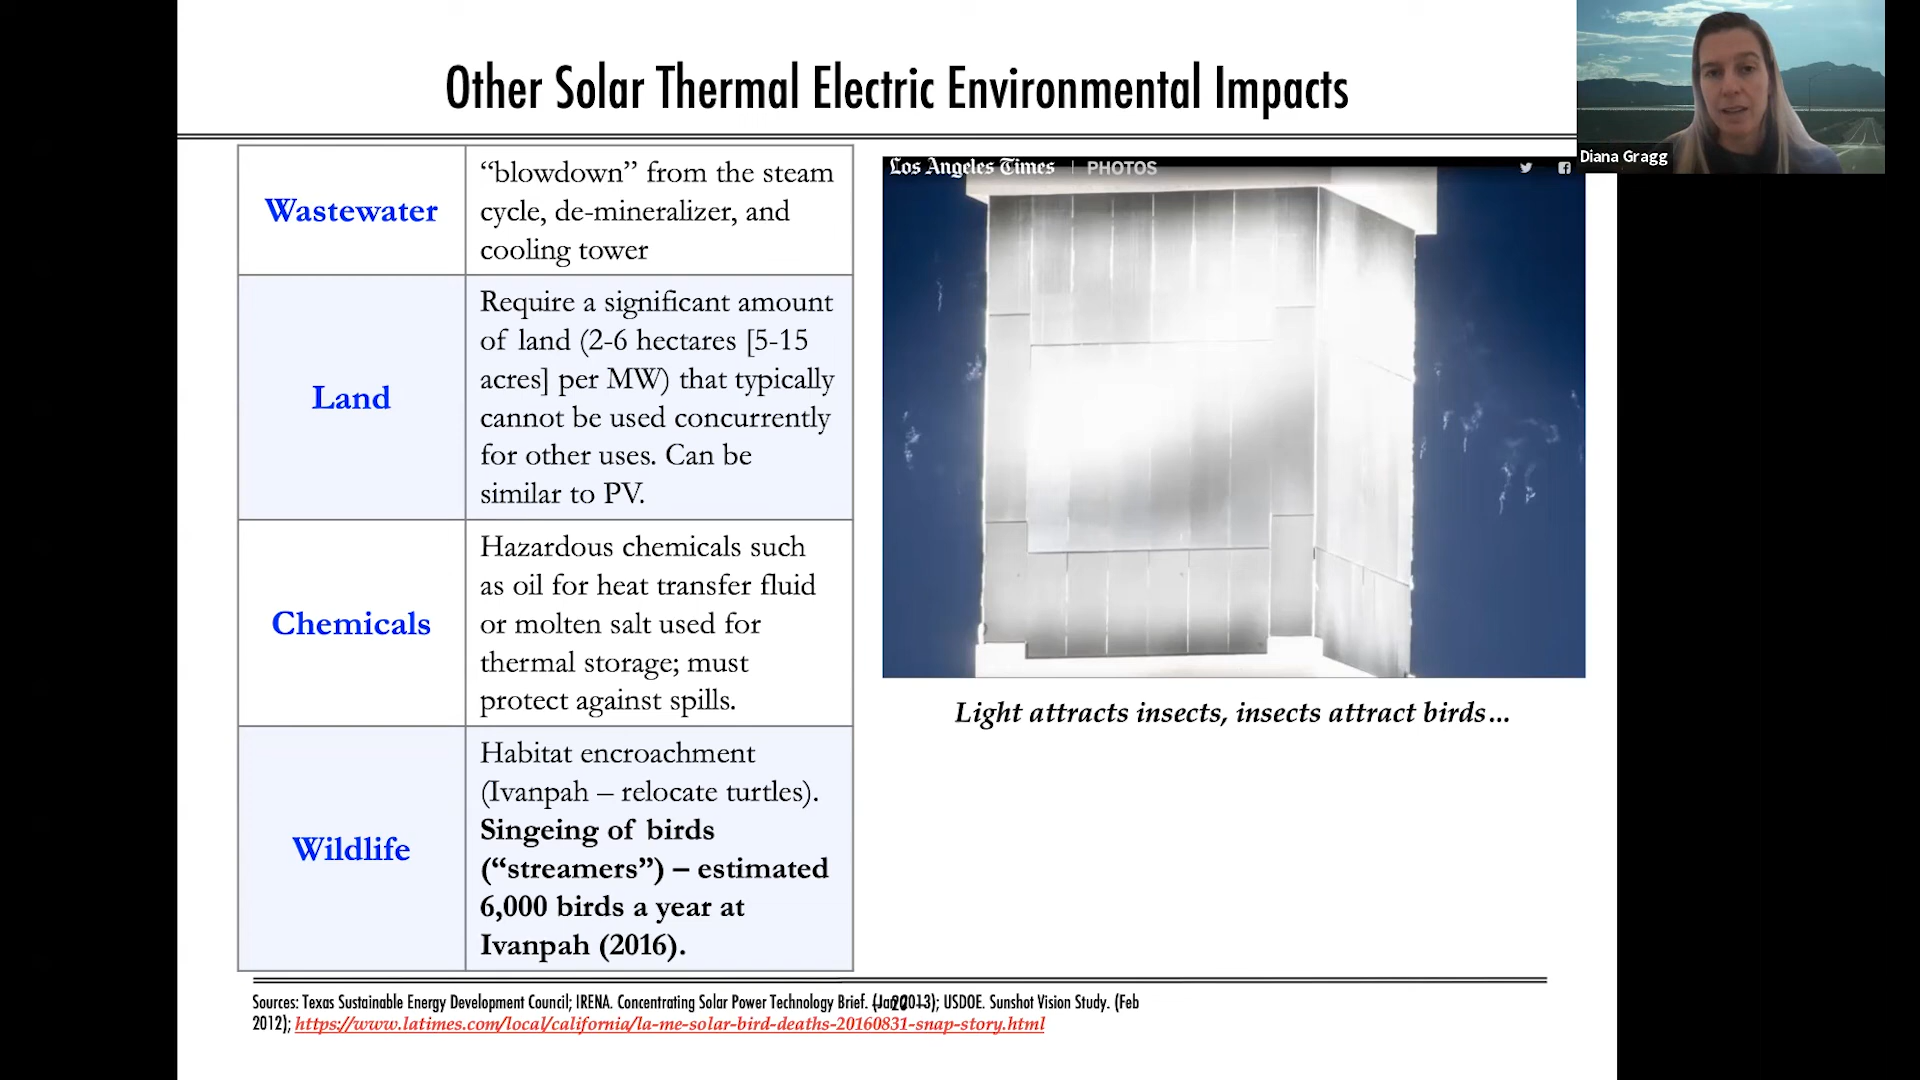 Other Solar Thermal Electric Environmental Impacts
Diana Gragg
Wastewater
“blowdown” from the steam
cycle, de-mineralizer, and
cooling tower
Land
Require a significant amount
of land (2-6 hectares [5-15
acres] per MW) that typically
cannot be used concurrently
for other uses. Can be
similar to PV.
Chemicals
Hazardous chemicals such
as oil for heat transfer fluid
or molten salt used for
thermal storage; must
protect against spills.
Wildlife
Habitat encroachment
(Ivanpah – relocate turtles).
Singeing of birds
(“streamers”) – estimated
6,000 birds a year at
Ivanpah (2016).
Los Angeles Times | PHOTOS
Light attracts insects, insects attract birds…
Sources: Texas Sustainable Energy Development Council; IRENA. Concentrating Solar Power Technology Brief. (Jan 2013); USDOE. Sunshot Vision Study. (Feb
2012); https://www.latimes.com/local/california/la-me-solar-bird-deaths-20160831-snap-story.html